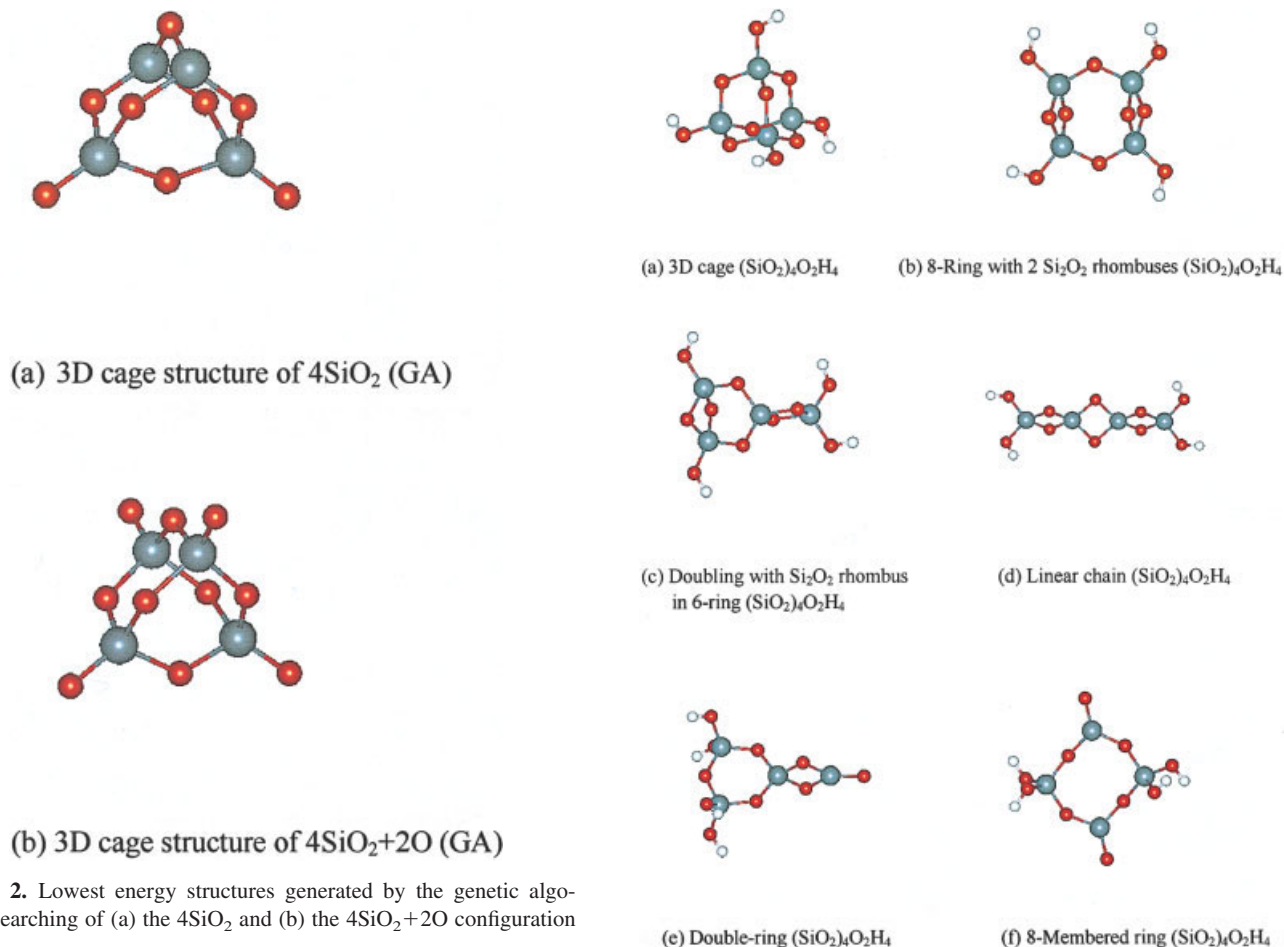 (a) 3D cage structure of 4SiO₂ (GA)
(b) 3D cage structure of 4SiO₂+2O (GA)
2. Lowest energy structures generated by the genetic algo-
earching of (a) the 4SiO₂ and (b) the 4SiO₂+2O configuration
(a) 3D cage (SiO₂)₄O₂H₄
(b) 8-Ring with 2 Si₂O₂ rhombuses (SiO₂)₄O₂H₄
(c) Doubling with Si₂O₂ rhombus
in 6-ring (SiO₂)₄O₂H₄
(d) Linear chain (SiO₂)₄O₂H₄
(e) Double-ring (SiO₂)₄O₂H₄
(f) 8-Membered ring (SiO₂)₄O₂H₄